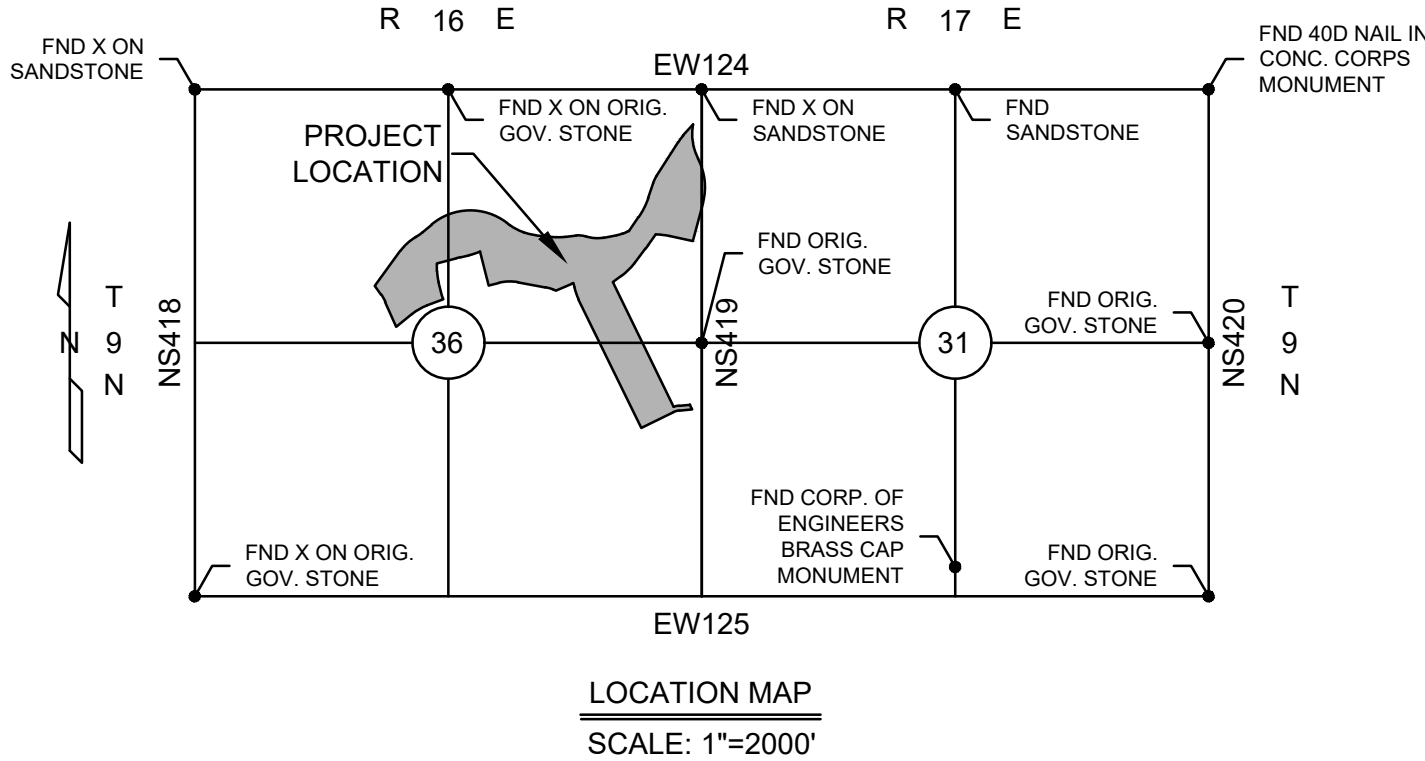 R 16 E
R 17 E
FND X ON
SANDSTONE
EW124
FND 40D NAIL IN
CONC. CORPS
MONUMENT
FND X ON ORIG.
GOV. STONE
FND X ON
SANDSTONE
FND
SANDSTONE
PROJECT
LOCATION
FND ORIG.
GOV. STONE
T
9
N
N
NS418
36
NS419
31
FND ORIG.
GOV. STONE
NS420
T
9
N
FND X ON ORIG.
GOV. STONE
FND CORP. OF
ENGINEERS
BRASS CAP
MONUMENT
FND ORIG.
GOV. STONE
EW125
LOCATION MAP
SCALE: 1"=2000'